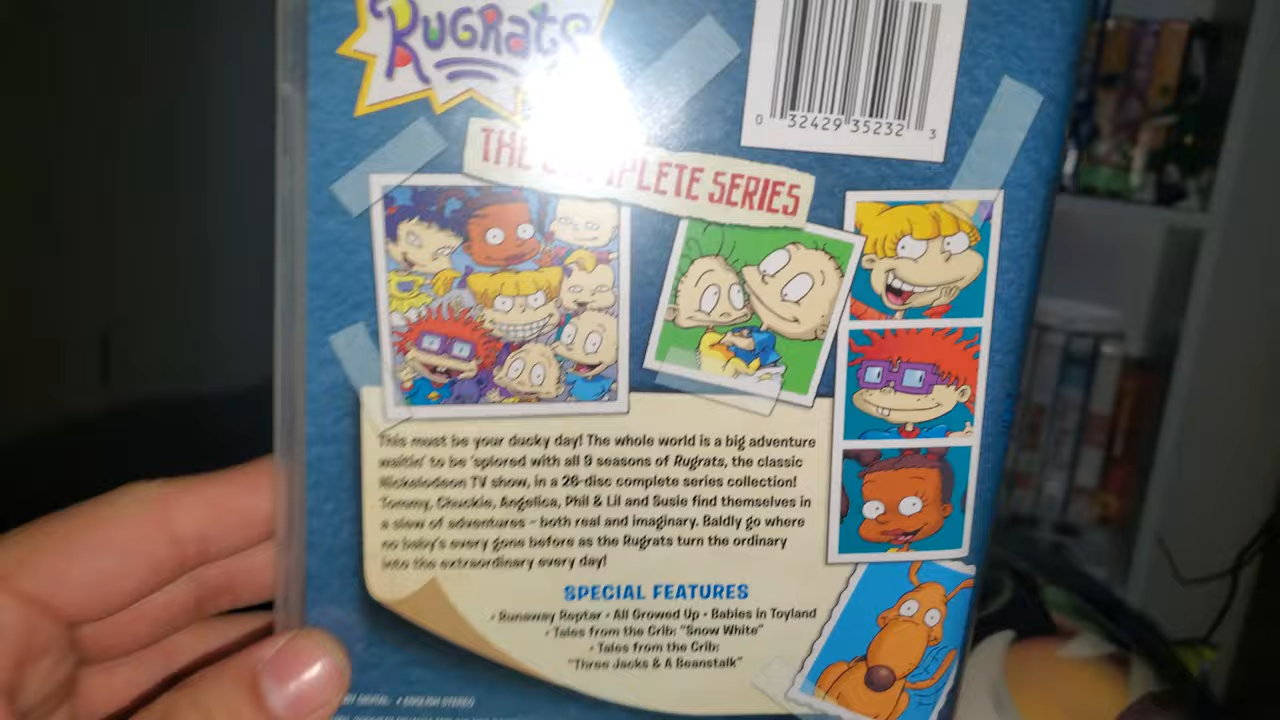 RUGRATS
0 32429 35232 3
THE COMPLETE SERIES
This must be your ducky day! The whole world is a big adventure
waitin' to be 'splored with all 9 seasons of Rugrats, the classic
Nickelodeon TV show, in a 26-disc complete series collection!
Tommy, Chuckie, Angelica, Phil & Lil and Susie find themselves in
a slew of adventures - both real and imaginary. Baldly go where
no baby's every gone before as the Rugrats turn the ordinary
into the extraordinary every day!
SPECIAL FEATURES
• Runaway Reptar • All Growed Up • Babies in Toyland
• Tales from the Crib: "Snow White"
• Tales from the Crib:
"Three Jacks & A Beanstalk"
DIGITAL: ENGLISH STEREO